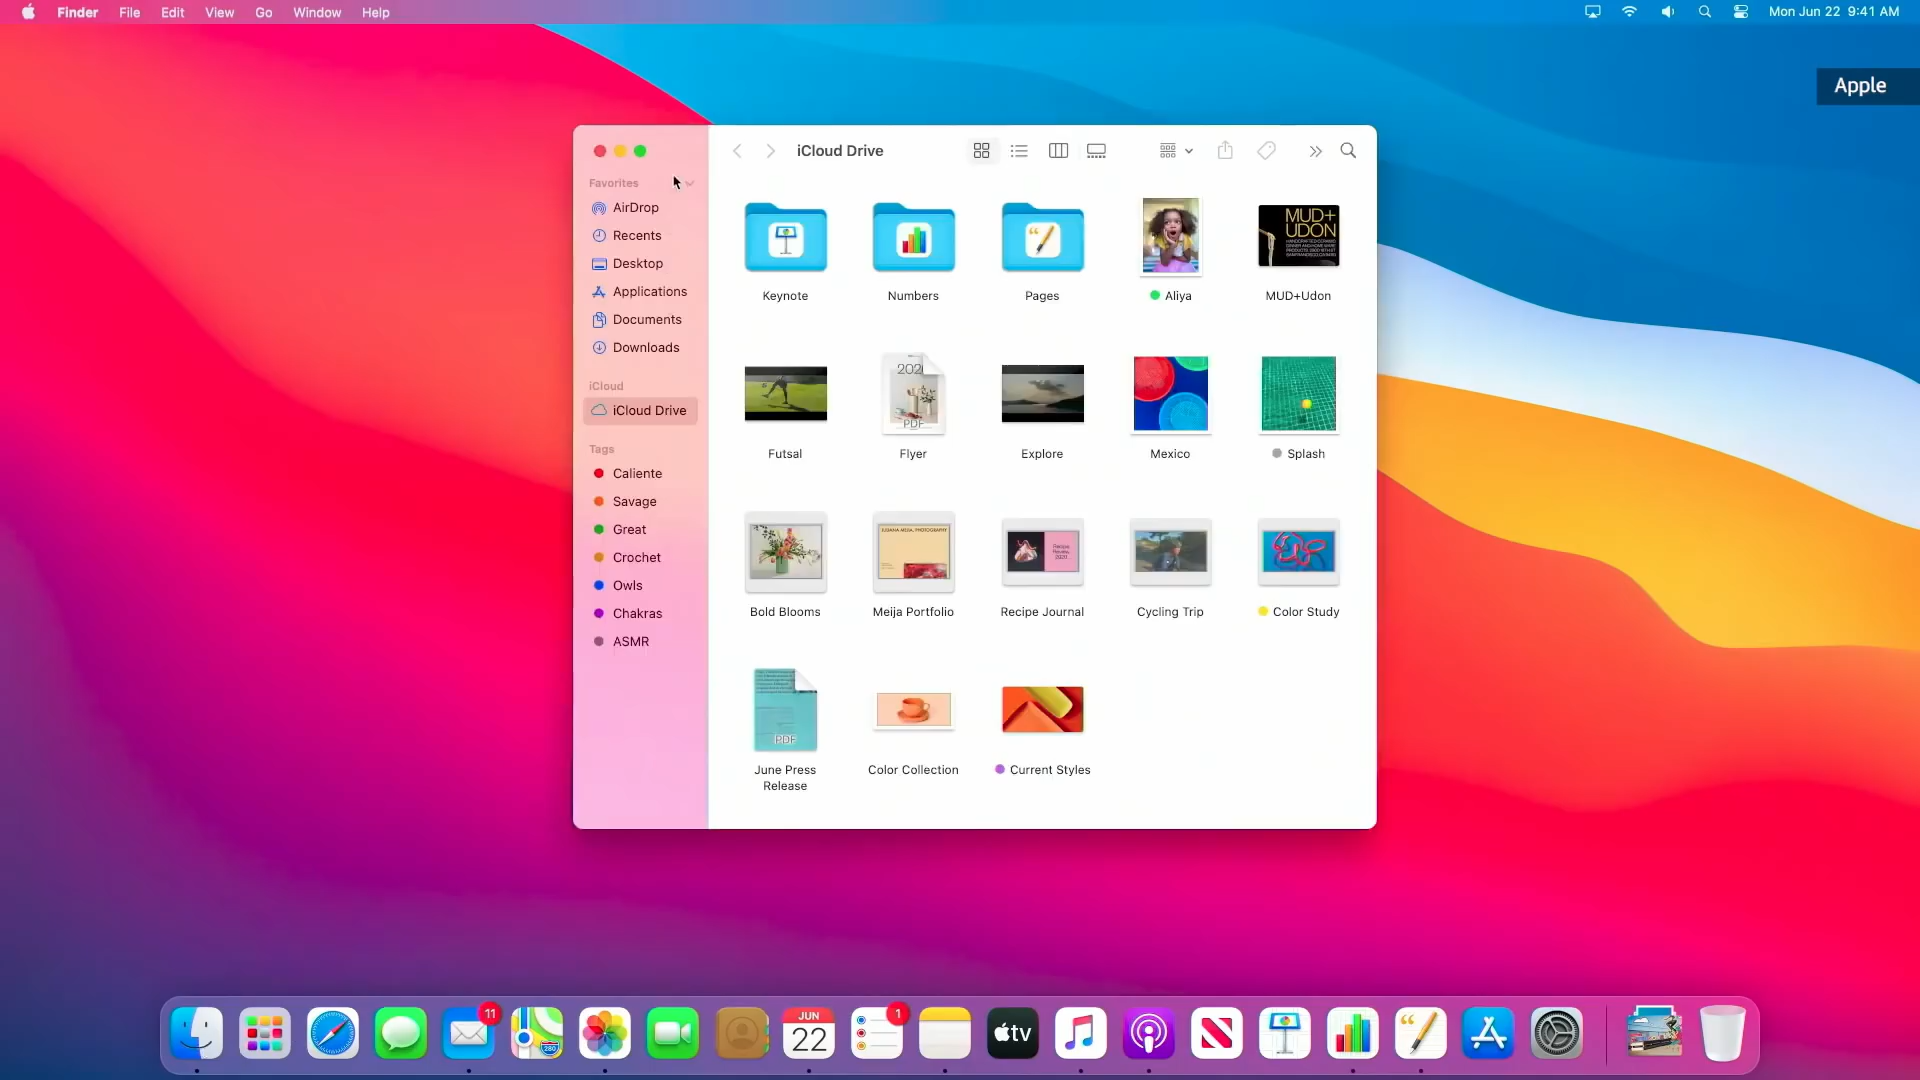 Finder File Edit View Go Window Help
Mon Jun 22 9:41 AM
Apple
iCloud Drive
Favorites
AirDrop
Recents
Desktop
Applications
Documents
Downloads
iCloud
iCloud Drive
Tags
Caliente
Savage
Great
Crochet
Owls
Chakras
ASMR
Keynote
Numbers
Pages
Aliya
MUD+
UDON
MUD+Udon
Futsal
PDF
Flyer
Explore
Mexico
Splash
Bold Blooms
Meija Portfolio
Recipe
2020
Recipe Journal
Cycling Trip
Color Study
PDF
June Press
Release
Color Collection
Current Styles
11
280
JUN
22
1
tv